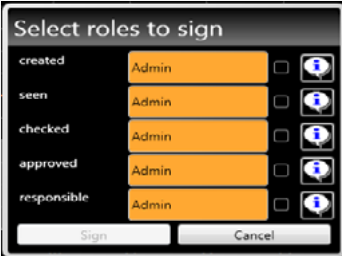 Select roles to sign
created Admin
seen Admin
checked Admin
approved Admin
responsible Admin
Sign Cancel